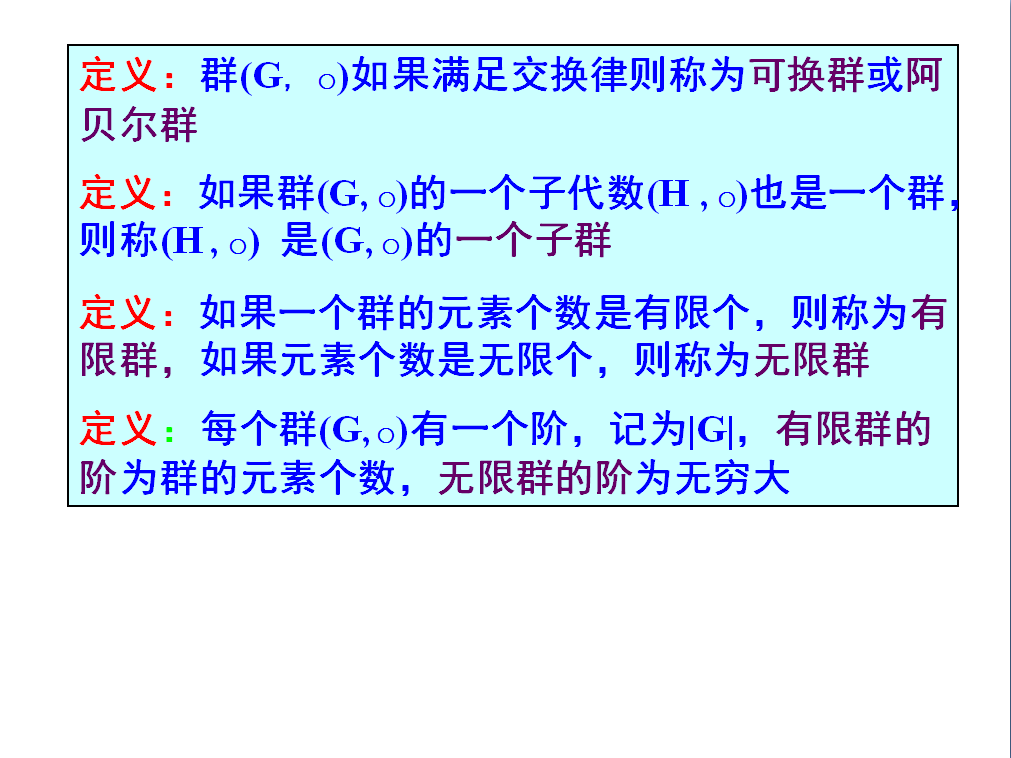 定义：群(G, ○)如果满足交换律则称为可换群或阿
贝尔群
定义：如果群(G,○)的一个子代数(H ,○)也是一个群，
则称(H ,○) 是(G,○)的一个子群
定义：如果一个群的元素个数是有限个，则称为有
限群，如果元素个数是无限个，则称为无限群
定义：每个群(G,○)有一个阶，记为|G|，有限群的
阶为群的元素个数，无限群的阶为无穷大